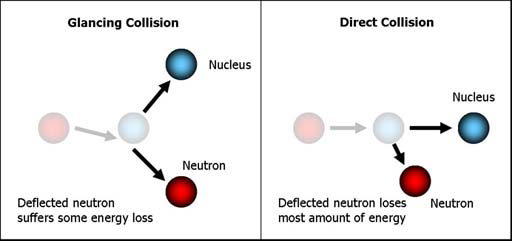 Glancing Collision
Nucleus
Neutron
Deflected neutron
suffers some energy loss
Direct Collision
Nucleus
Neutron
Deflected neutron loses
most amount of energy